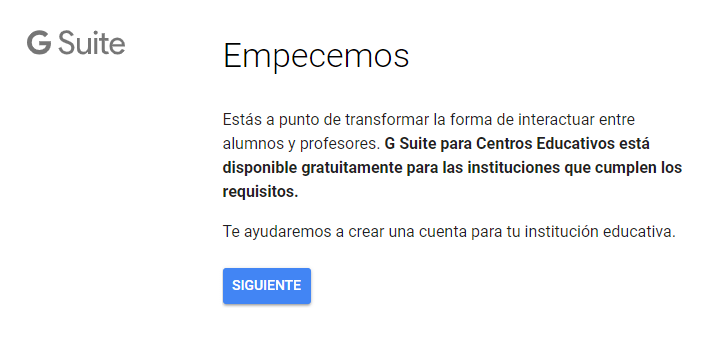 G Suite
Empecemos
Estás a punto de transformar la forma de interactuar entre
alumnos y profesores. G Suite para Centros Educativos está
disponible gratuitamente para las instituciones que cumplen los
requisitos.
Te ayudaremos a crear una cuenta para tu institución educativa.
SIGUIENTE